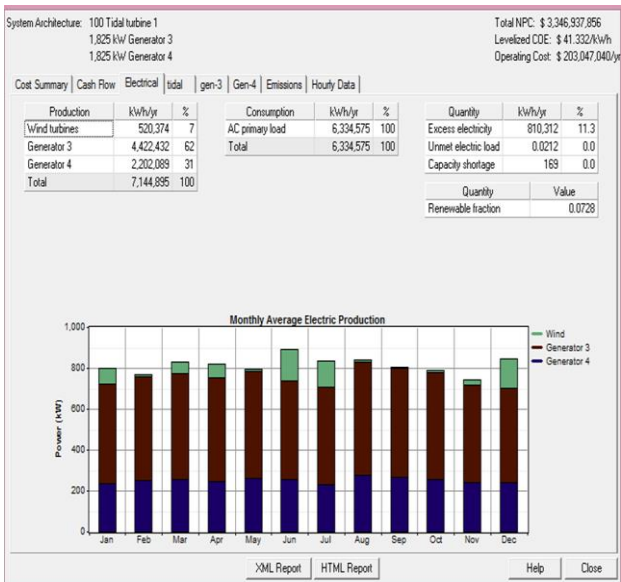 System Architecture: 100 Tidal turbine 1
1,825 kW Generator 3
1,825 kW Generator 4
Total NPC: $ 3,346,937,856
Levelized COE: $ 41.332/kWh
Operating Cost: $ 203,047,040/yr
Cost Summary Cash Flow Electrical tidal gen-3 Gen-4 Emissions Hourly Data
Production kWh/yr %
Wind turbines 520,374 7
Generator 3 4,422,432 62
Generator 4 2,202,089 31
Total 7,144,895 100
Consumption kWh/yr %
AC primary load 6,334,575 100
Total 6,334,575 100
Quantity kWh/yr %
Excess electricity 810,312 11.3
Unmet electric load 0.0212 0.0
Capacity shortage 169 0.0
Quantity Value
Renewable fraction 0.0728
Monthly Average Electric Production
Power (kW)
1,000
800
600
400
200
0
Jan Feb Mar Apr May Jun Jul Aug Sep Oct Nov Dec
Wind
Generator 3
Generator 4
XML Report HTML Report Help Close